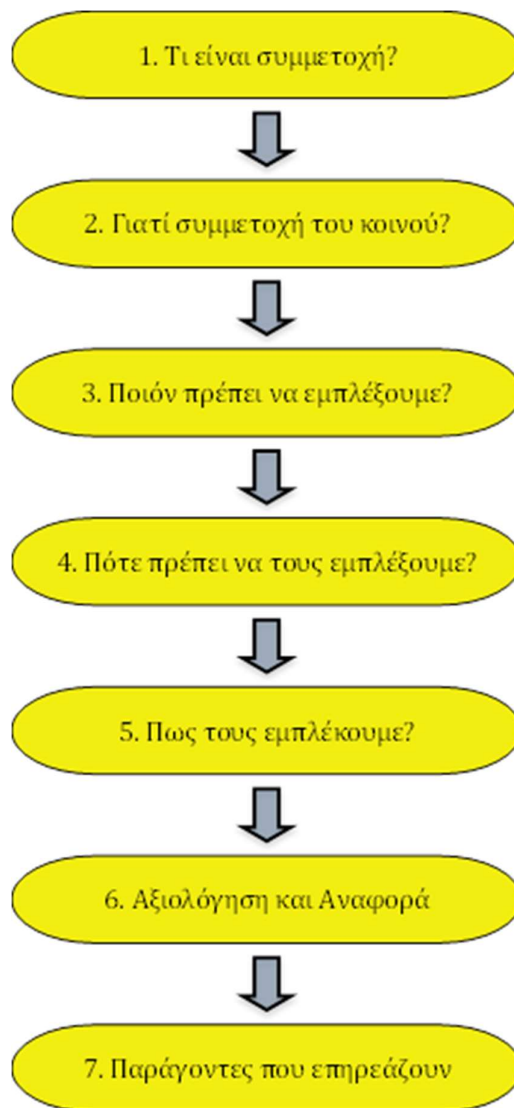 1. Τι είναι συμμετοχή?
2. Γιατί συμμετοχή του κοινού?
3. Ποιόν πρέπει να εμπλέξουμε?
4. Πότε πρέπει να τους εμπλέξουμε?
5. Πως τους εμπλέκουμε?
6. Αξιολόγηση και Αναφορά
7. Παράγοντες που επηρεάζουν